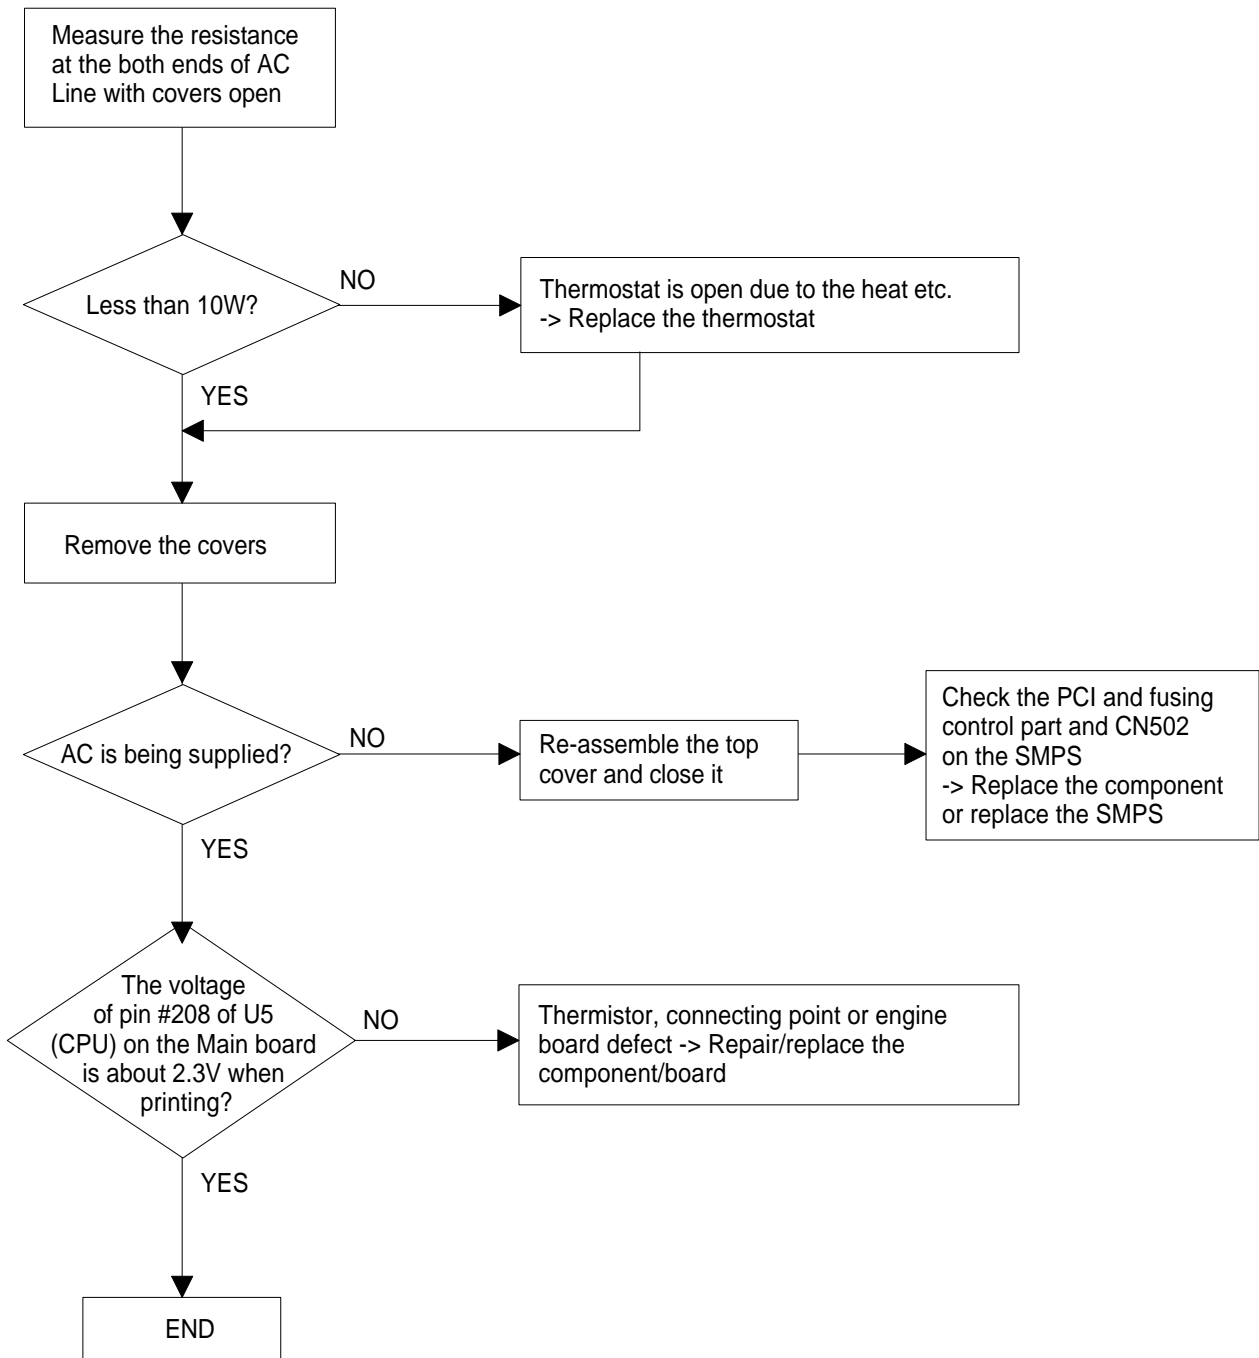 Measure the resistance
at the both ends of AC
Line with covers open
Less than 10W?
NO
Thermostat is open due to the heat etc.
-> Replace the thermostat
YES
Remove the covers
AC is being supplied?
NO
Re-assemble the top
cover and close it
Check the PCI and fusing
control part and CN502
on the SMPS
-> Replace the component
or replace the SMPS
YES
The voltage
of pin #208 of U5
(CPU) on the Main board
is about 2.3V when
printing?
NO
Thermistor, connecting point or engine
board defect -> Repair/replace the
component/board
YES
END